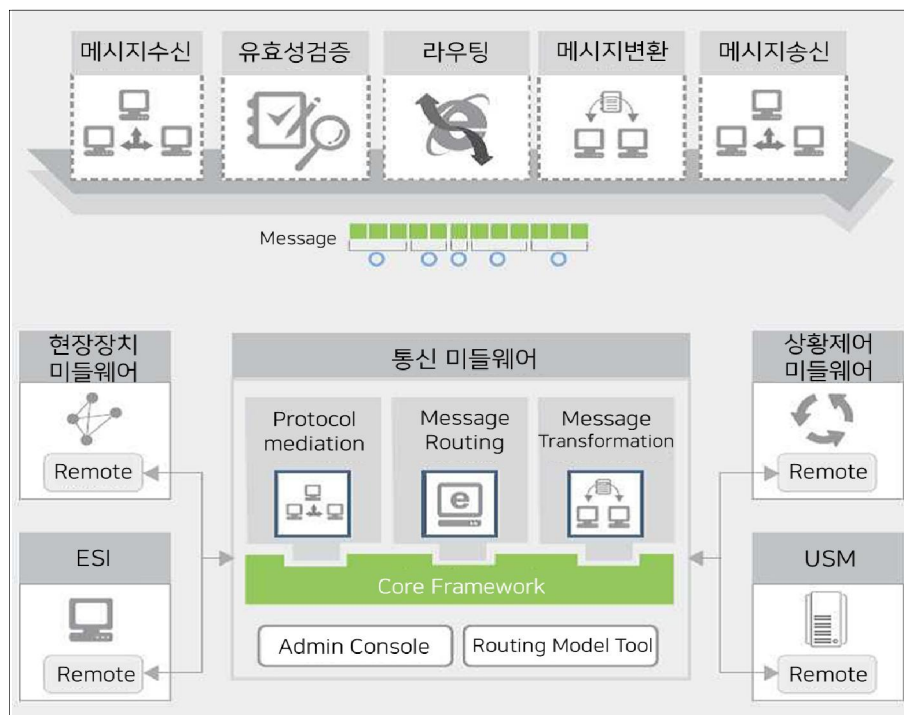 메시지수신
유효성검증
라우팅
메시지변환
메시지송신
Message
현장장치
미들웨어
Remote
ESI
Remote
통신 미들웨어
Protocol
mediation
Message
Routing
Message
Transformation
Core Framework
Admin Console
Routing Model Tool
상황제어
미들웨어
Remote
USM
Remote